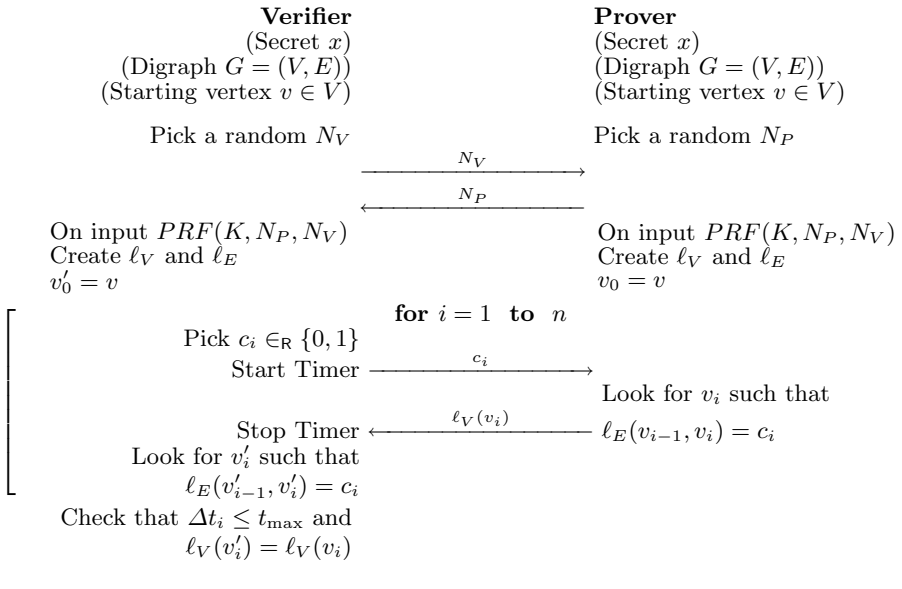 Verifier Prover
(Secret x) (Secret x)
(Digraph G = (V, E)) (Digraph G = (V, E))
(Starting vertex v ∈ V) (Starting vertex v ∈ V)
Pick a random N_V Pick a random N_P
N_V
N_P
On input PRF(K, N_P, N_V) On input PRF(K, N_P, N_V)
Create ℓ_V and ℓ_E Create ℓ_V and ℓ_E
v′_0 = v v_0 = v
for i = 1 to n
Pick c_i ∈_R {0, 1}
Start Timer c_i
Look for v_i such that
Stop Timer ℓ_V(v_i) ℓ_E(v_{i−1}, v_i) = c_i
Look for v′_i such that
ℓ_E(v′_{i−1}, v′_i) = c_i
Check that Δt_i ≤ t_max and
ℓ_V(v′_i) = ℓ_V(v_i)